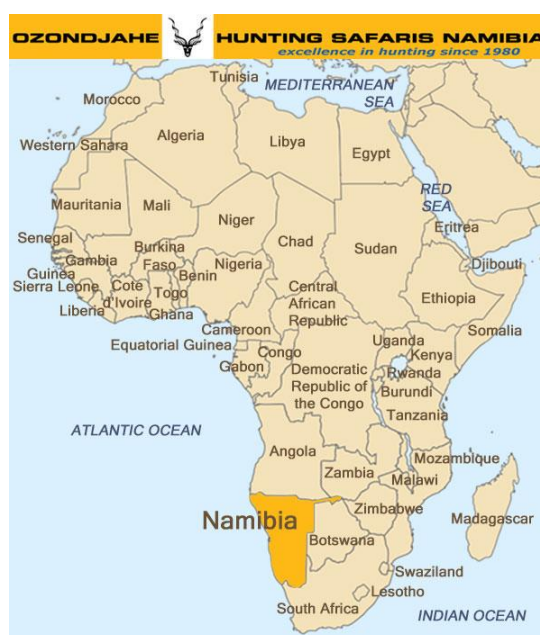 OZONDJAHE HUNTING SAFARIS NAMIBIA
excellence in hunting since 1980
Tunisia
MEDITERRANEAN
SEA
Morocco
Algeria
Libya
Egypt
Western Sahara
RED
SEA
Mauritania
Mali
Niger
Chad
Sudan
Eritrea
Senegal
Gambia
Burkina
Faso
Nigeria
Benin
Djibouti
Guinea
Sierra Leone
Coté
d'Ivoire
Togo
Ghana
Liberia
Central
African
Republic
Ethiopia
Cameroon
Somalia
Equatorial Guinea
Congo
Gabon
Uganda
Kenya
Rwanda
Democratic
Republic of
the Congo
Burundi
Tanzania
ATLANTIC OCEAN
Angola
Mozambique
Zambia
Malawi
Namibia
Zimbabwe
Madagascar
Botswana
Swaziland
Lesotho
South Africa
INDIAN OCEAN